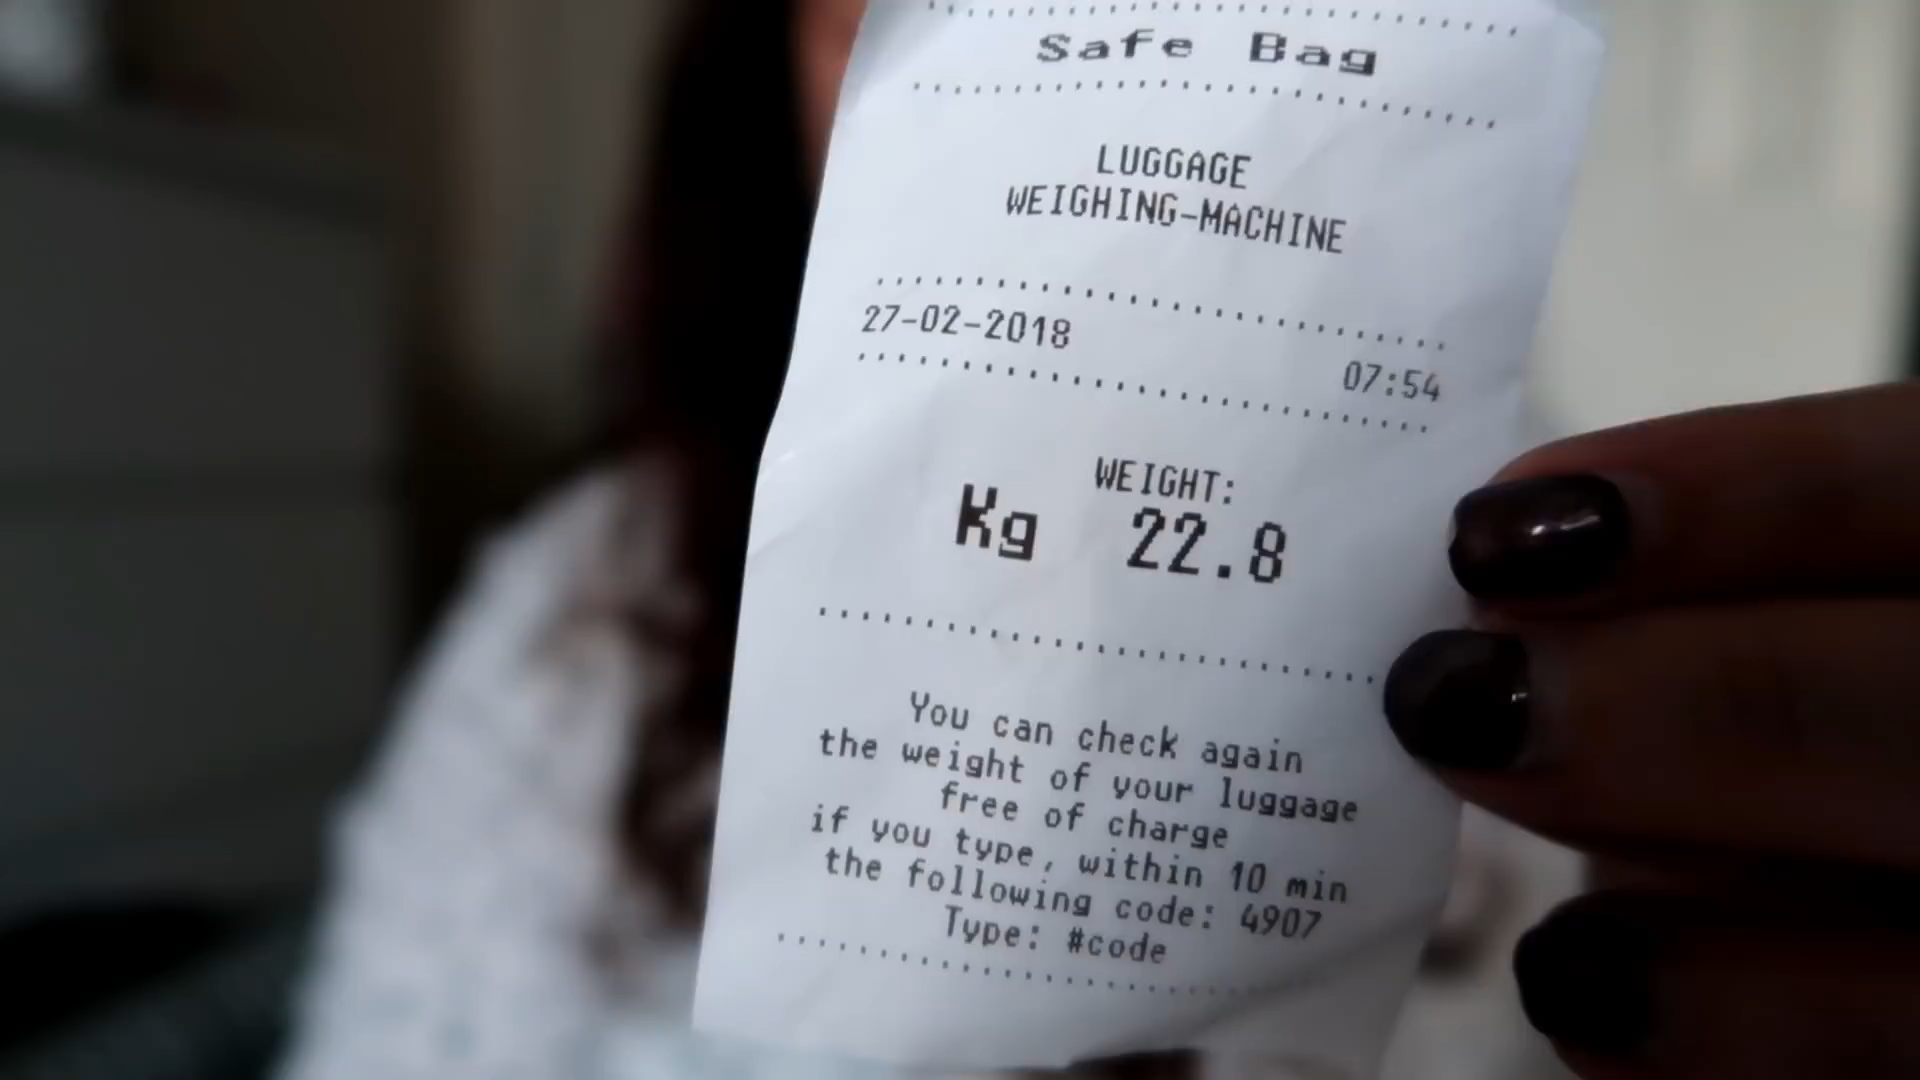 Safe Bag
LUGGAGE
WEIGHING-MACHINE
27-02-2018
07:54
WEIGHT:
Kg 22.8
You can check again
the weight of your luggage
free of charge
if you type, within 10 min
the following code: 4907
Type: #code